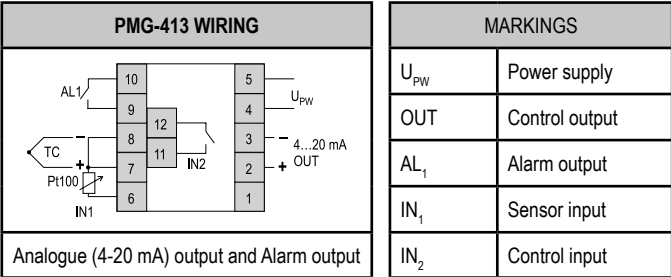 PMG-413 WIRING
10
5
AL1
U_PW
9
4
12
TC
−
8
3
−
4...20 mA
11
IN2
OUT
+
7
2
+
Pt100
6
1
IN1
Analogue (4-20 mA) output and Alarm output
MARKINGS
U_PW Power supply
OUT Control output
AL₁ Alarm output
IN₁ Sensor input
IN₂ Control input